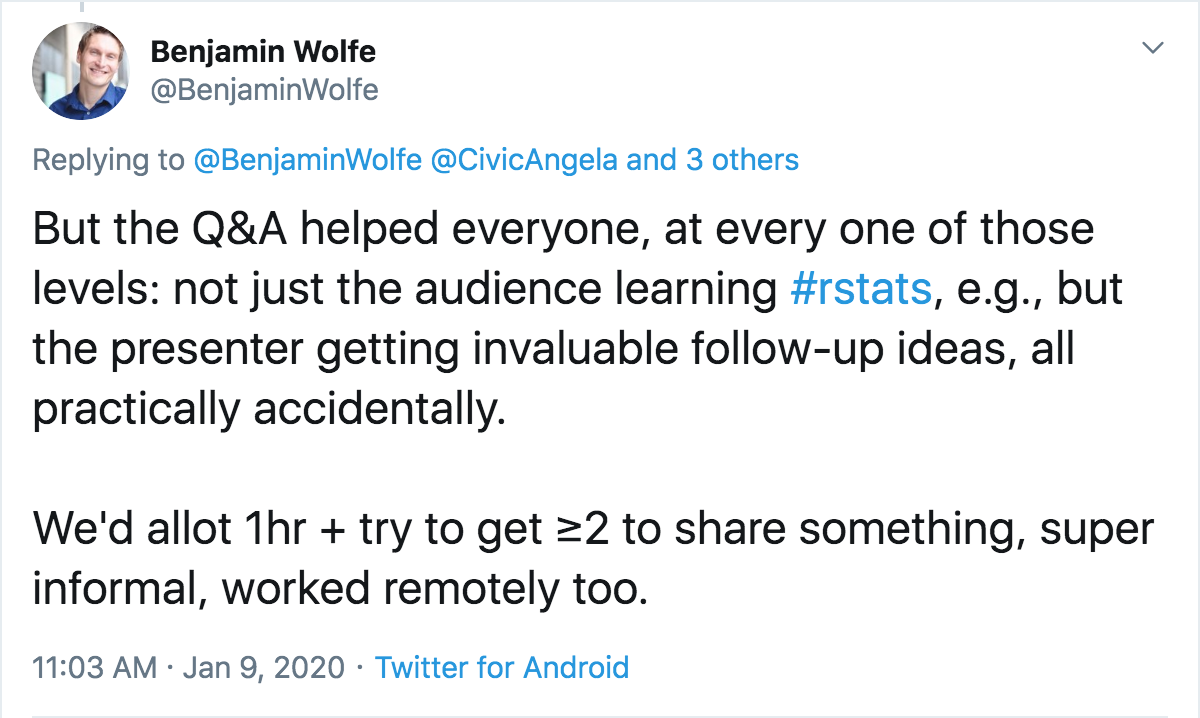 Benjamin Wolfe
@BenjaminWolfe
Replying to @BenjaminWolfe @CivicAngela and 3 others
But the Q&A helped everyone, at every one of those
levels: not just the audience learning #rstats, e.g., but
the presenter getting invaluable follow-up ideas, all
practically accidentally.
We'd allot 1hr + try to get ≥2 to share something, super
informal, worked remotely too.
11:03 AM · Jan 9, 2020 · Twitter for Android